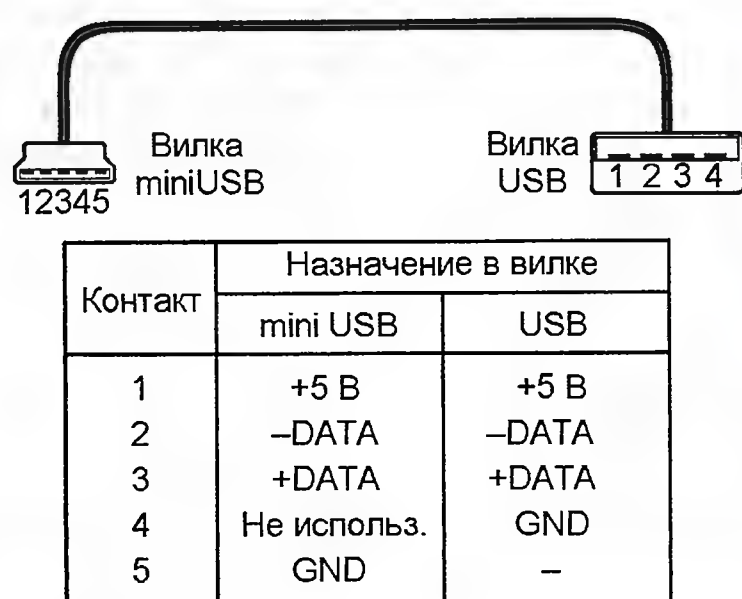 Вилка
miniUSB
12345
Вилка
USB
1 2 3 4
Контакт
Назначение в вилке
mini USB
USB
1 +5 В +5 В
2 –DATA –DATA
3 +DATA +DATA
4 Не использ. GND
5 GND –